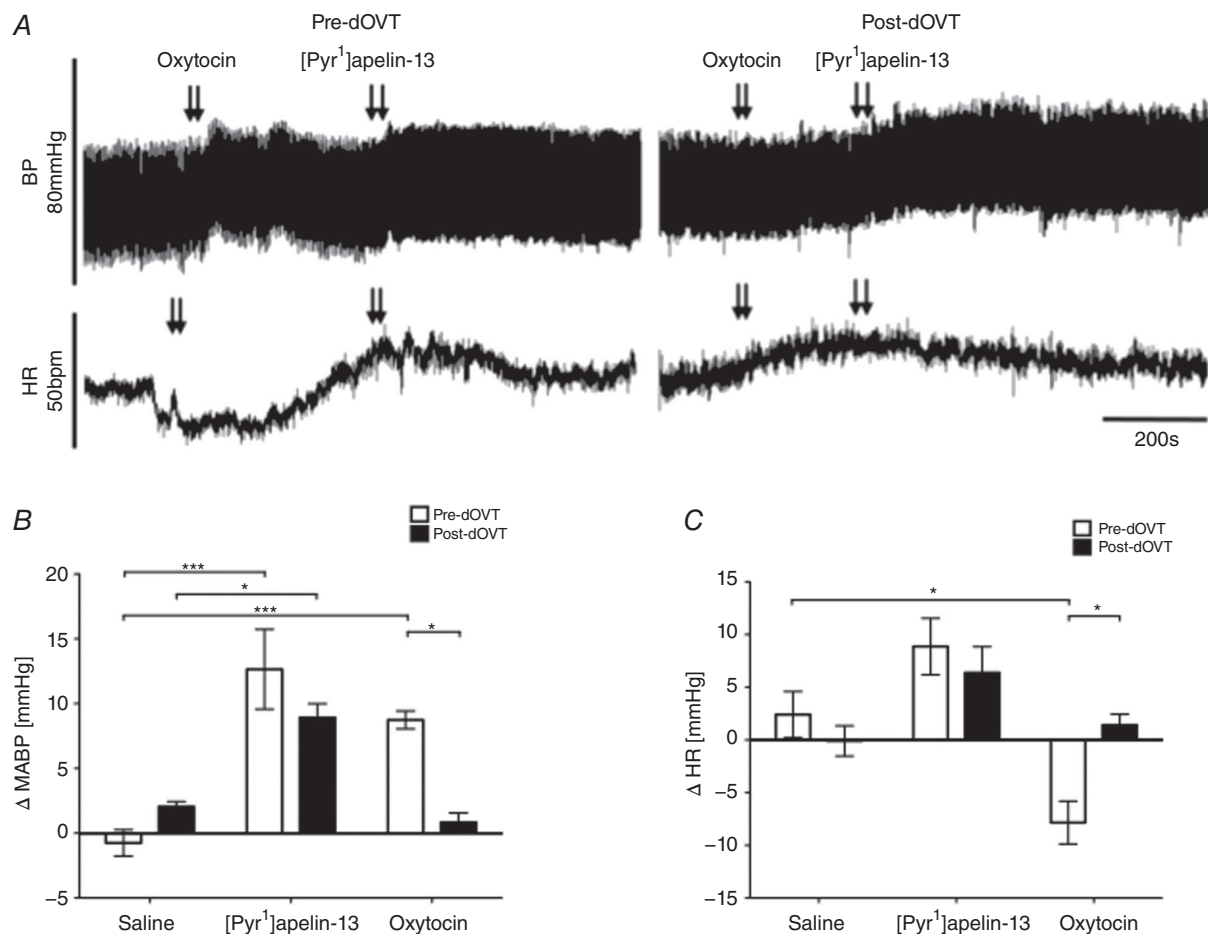 A
Pre-dOVT
Post-dOVT
Oxytocin
[Pyr¹]apelin-13
Oxytocin
[Pyr¹]apelin-13
BP
80mmHg
HR
50bpm
200s
B
Pre-dOVT
Post-dOVT
***
*
***
*
20
15
10
5
0
−5
Δ MABP [mmHg]
Saline
[Pyr¹]apelin-13
Oxytocin
C
Pre-dOVT
Post-dOVT
*
*
15
10
5
0
−5
−10
−15
Δ HR [mmHg]
Saline
[Pyr¹]apelin-13
Oxytocin